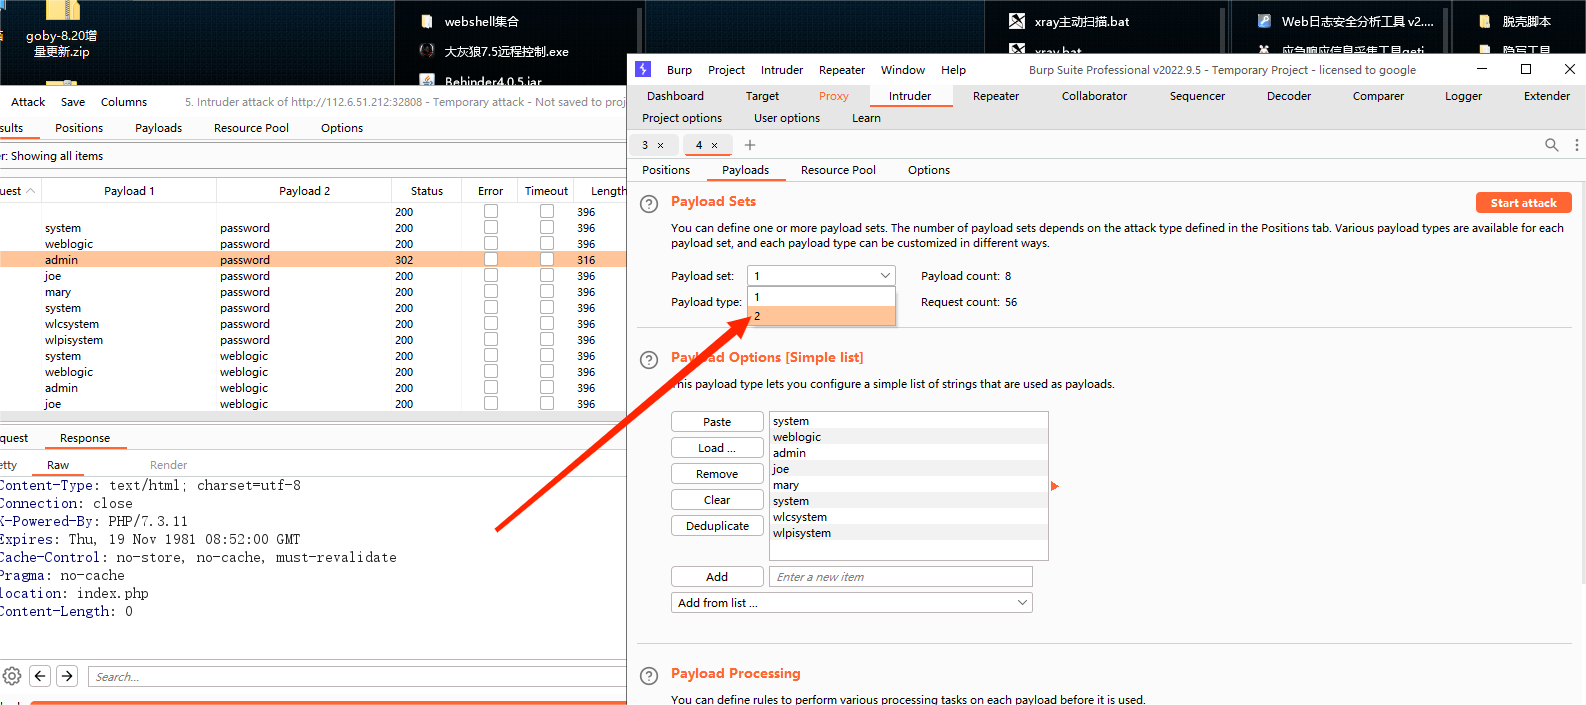 goby-8.20增
量更新.zip
webshell集合
大灰狼7.5远程控制.exe
Behinder4.0.5.jar
xray主动扫描.bat
xray.bat
Web日志安全分析工具 v2....
应急响应信息采集工具geti
脱壳脚本
隐写工具
Attack Save Columns
5. Intruder attack of http://112.6.51.212:32808 - Temporary attack - Not saved to proj
sults Positions Payloads Resource Pool Options
r: Showing all items
uest Payload 1 Payload 2 Status Error Timeout Length
200 396
system password 200 396
weblogic password 200 396
admin password 302 316
joe password 200 396
mary password 200 396
system password 200 396
wlcsystem password 200 396
wlpisystem password 200 396
system weblogic 200 396
weblogic weblogic 200 396
admin weblogic 200 396
joe weblogic 200 396
quest Response
etty Raw Render
Content-Type: text/html; charset=utf-8
Connection: close
X-Powered-By: PHP/7.3.11
Expires: Thu, 19 Nov 1981 08:52:00 GMT
Cache-Control: no-store, no-cache, must-revalidate
Pragma: no-cache
location: index.php
Content-Length: 0
Search...
Burp Project Intruder Repeater Window Help
Burp Suite Professional v2022.9.5 - Temporary Project - licensed to google
Dashboard Target Proxy Intruder Repeater Collaborator Sequencer Decoder Comparer Logger Extender
Project options User options Learn
3 × 4 × +
Positions Payloads Resource Pool Options
Payload Sets
Start attack
You can define one or more payload sets. The number of payload sets depends on the attack type defined in the Positions tab. Various payload types are available for each
payload set, and each payload type can be customized in different ways.
Payload set: 1 Payload count: 8
Payload type: 1 Request count: 56
2
Payload Options [Simple list]
This payload type lets you configure a simple list of strings that are used as payloads.
Paste
Load ...
Remove
Clear
Deduplicate
system
weblogic
admin
joe
mary
system
wlcsystem
wlpisystem
Add Enter a new item
Add from list ...
Payload Processing
You can define rules to perform various processing tasks on each payload before it is used.